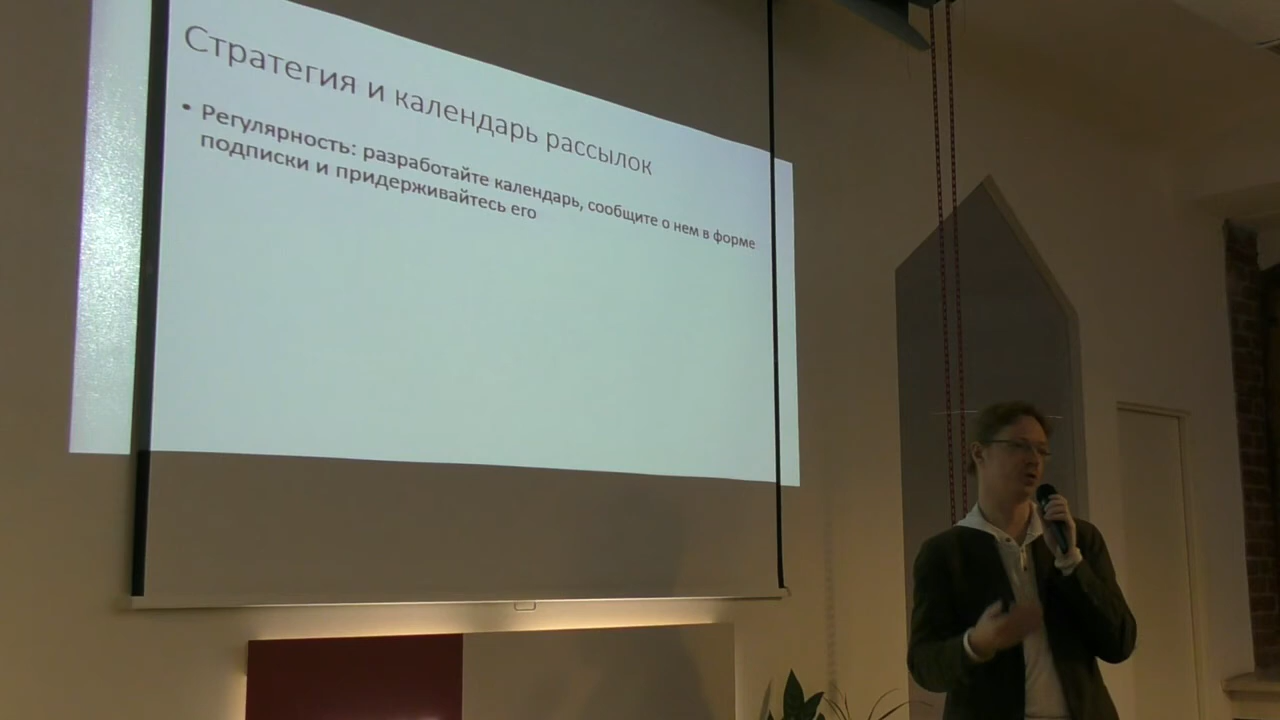 Стратегия и календарь рассылок
• Регулярность: разработайте календарь, сообщите о нем в форме
подписки и придерживайтесь его